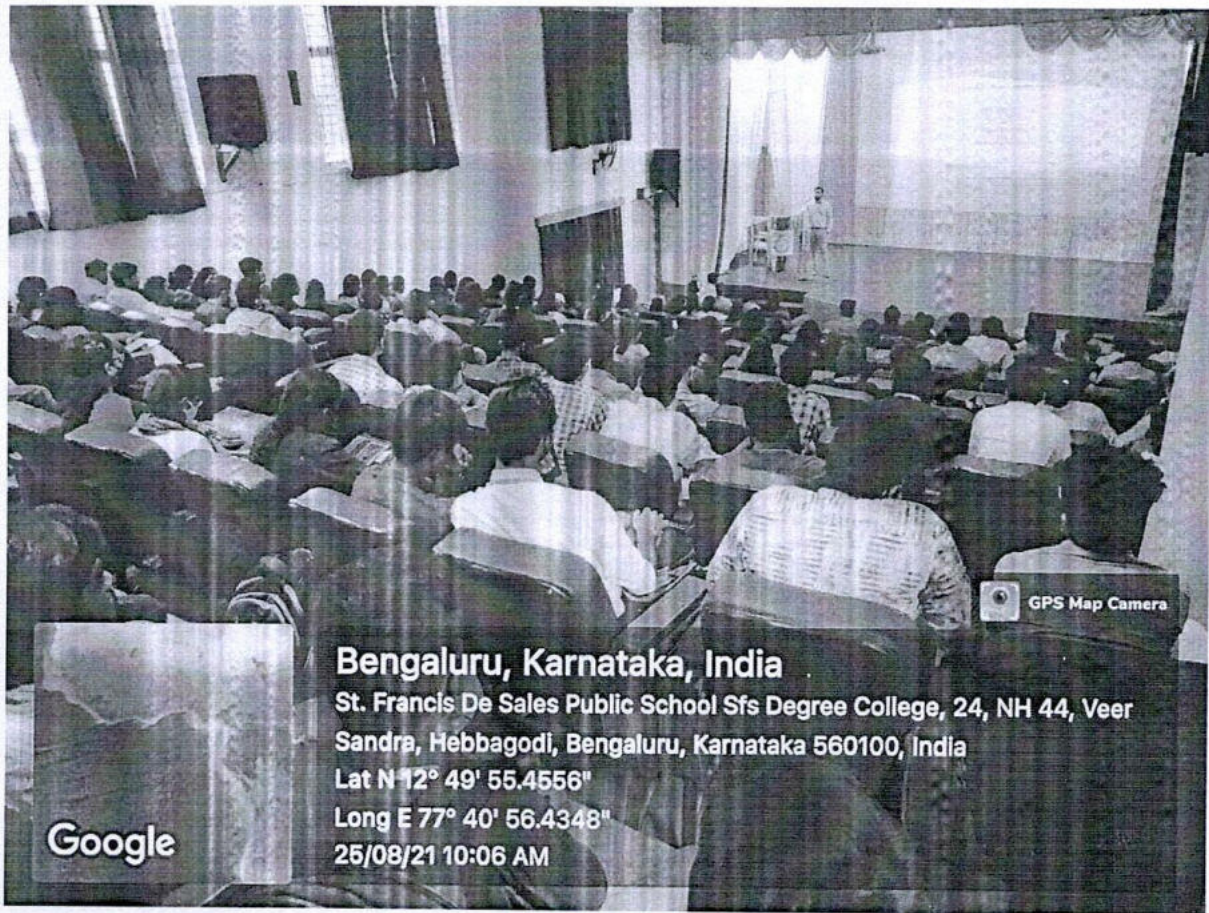 GPS Map Camera
Bengaluru, Karnataka, India
St. Francis De Sales Public School Sfs Degree College, 24, NH 44, Veer
Sandra, Hebbagodi, Bengaluru, Karnataka 560100, India
Lat N 12° 49' 55.4556"
Long E 77° 40' 56.4348"
25/08/21 10:06 AM
Google